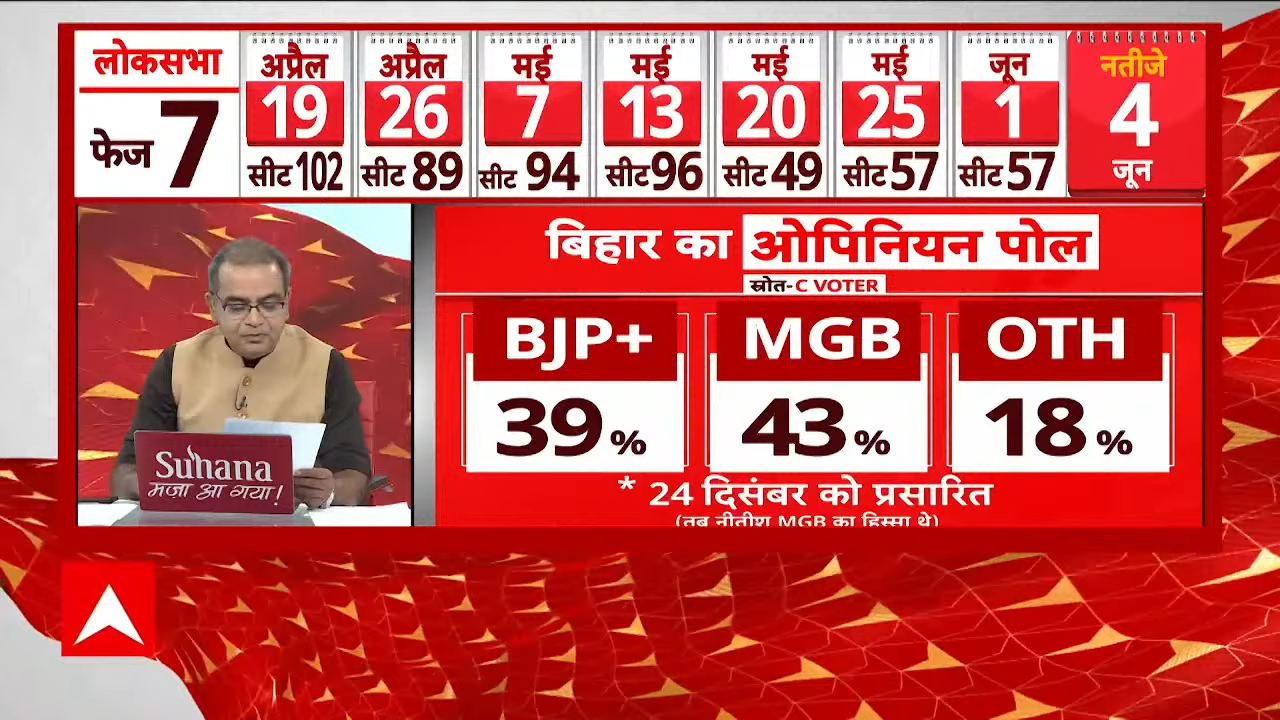 लोकसभा
फेज 7
अप्रैल
19
सीट 102
अप्रैल
26
सीट 89
मई
7
सीट 94
मई
13
सीट 96
मई
20
सीट 49
मई
25
सीट 57
जून
1
सीट 57
नतीजे
4
जून
बिहार का ओपिनियन पोल
स्रोत-C VOTER
BJP+
39%
MGB
43%
OTH
18%
* 24 दिसंबर को प्रसारित
(तब नीतीश MGB का हिस्सा थे)
Suhana
मज़ा आ गया!